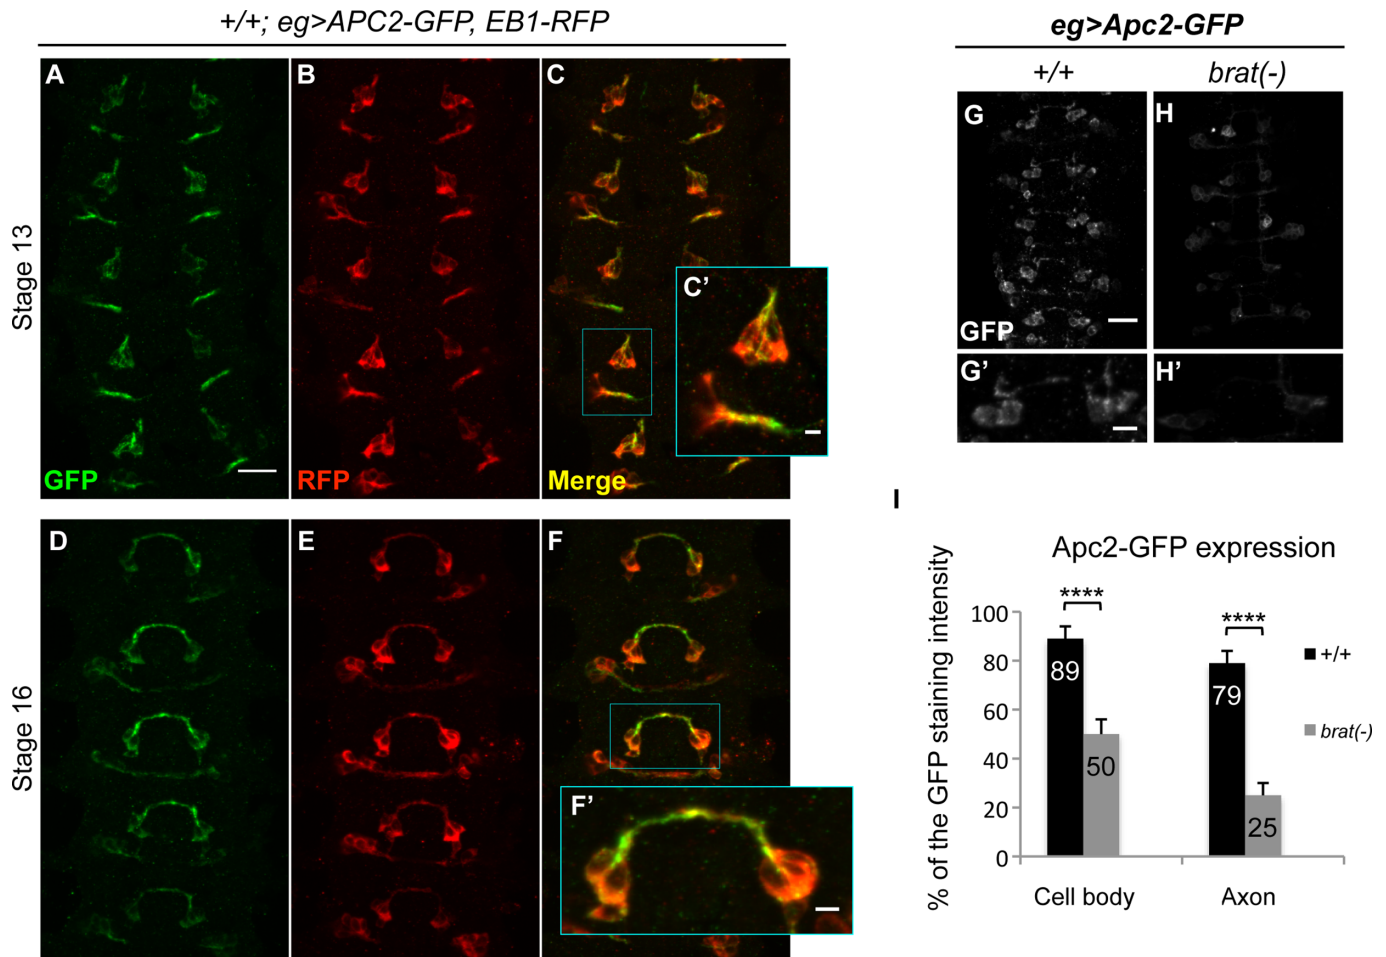 +/+; eg>APC2-GFP, EB1-RFP
Stage 13
A
GFP
B
RFP
C
Merge
C’
Stage 16
D
E
F
F’
eg>Apc2-GFP
+/+
brat(-)
G
GFP
H
G’
H’
I
Apc2-GFP expression
% of the GFP staining intensity
100
80
60
40
20
0
****
****
89
50
79
25
Cell body
Axon
+/+
brat(-)